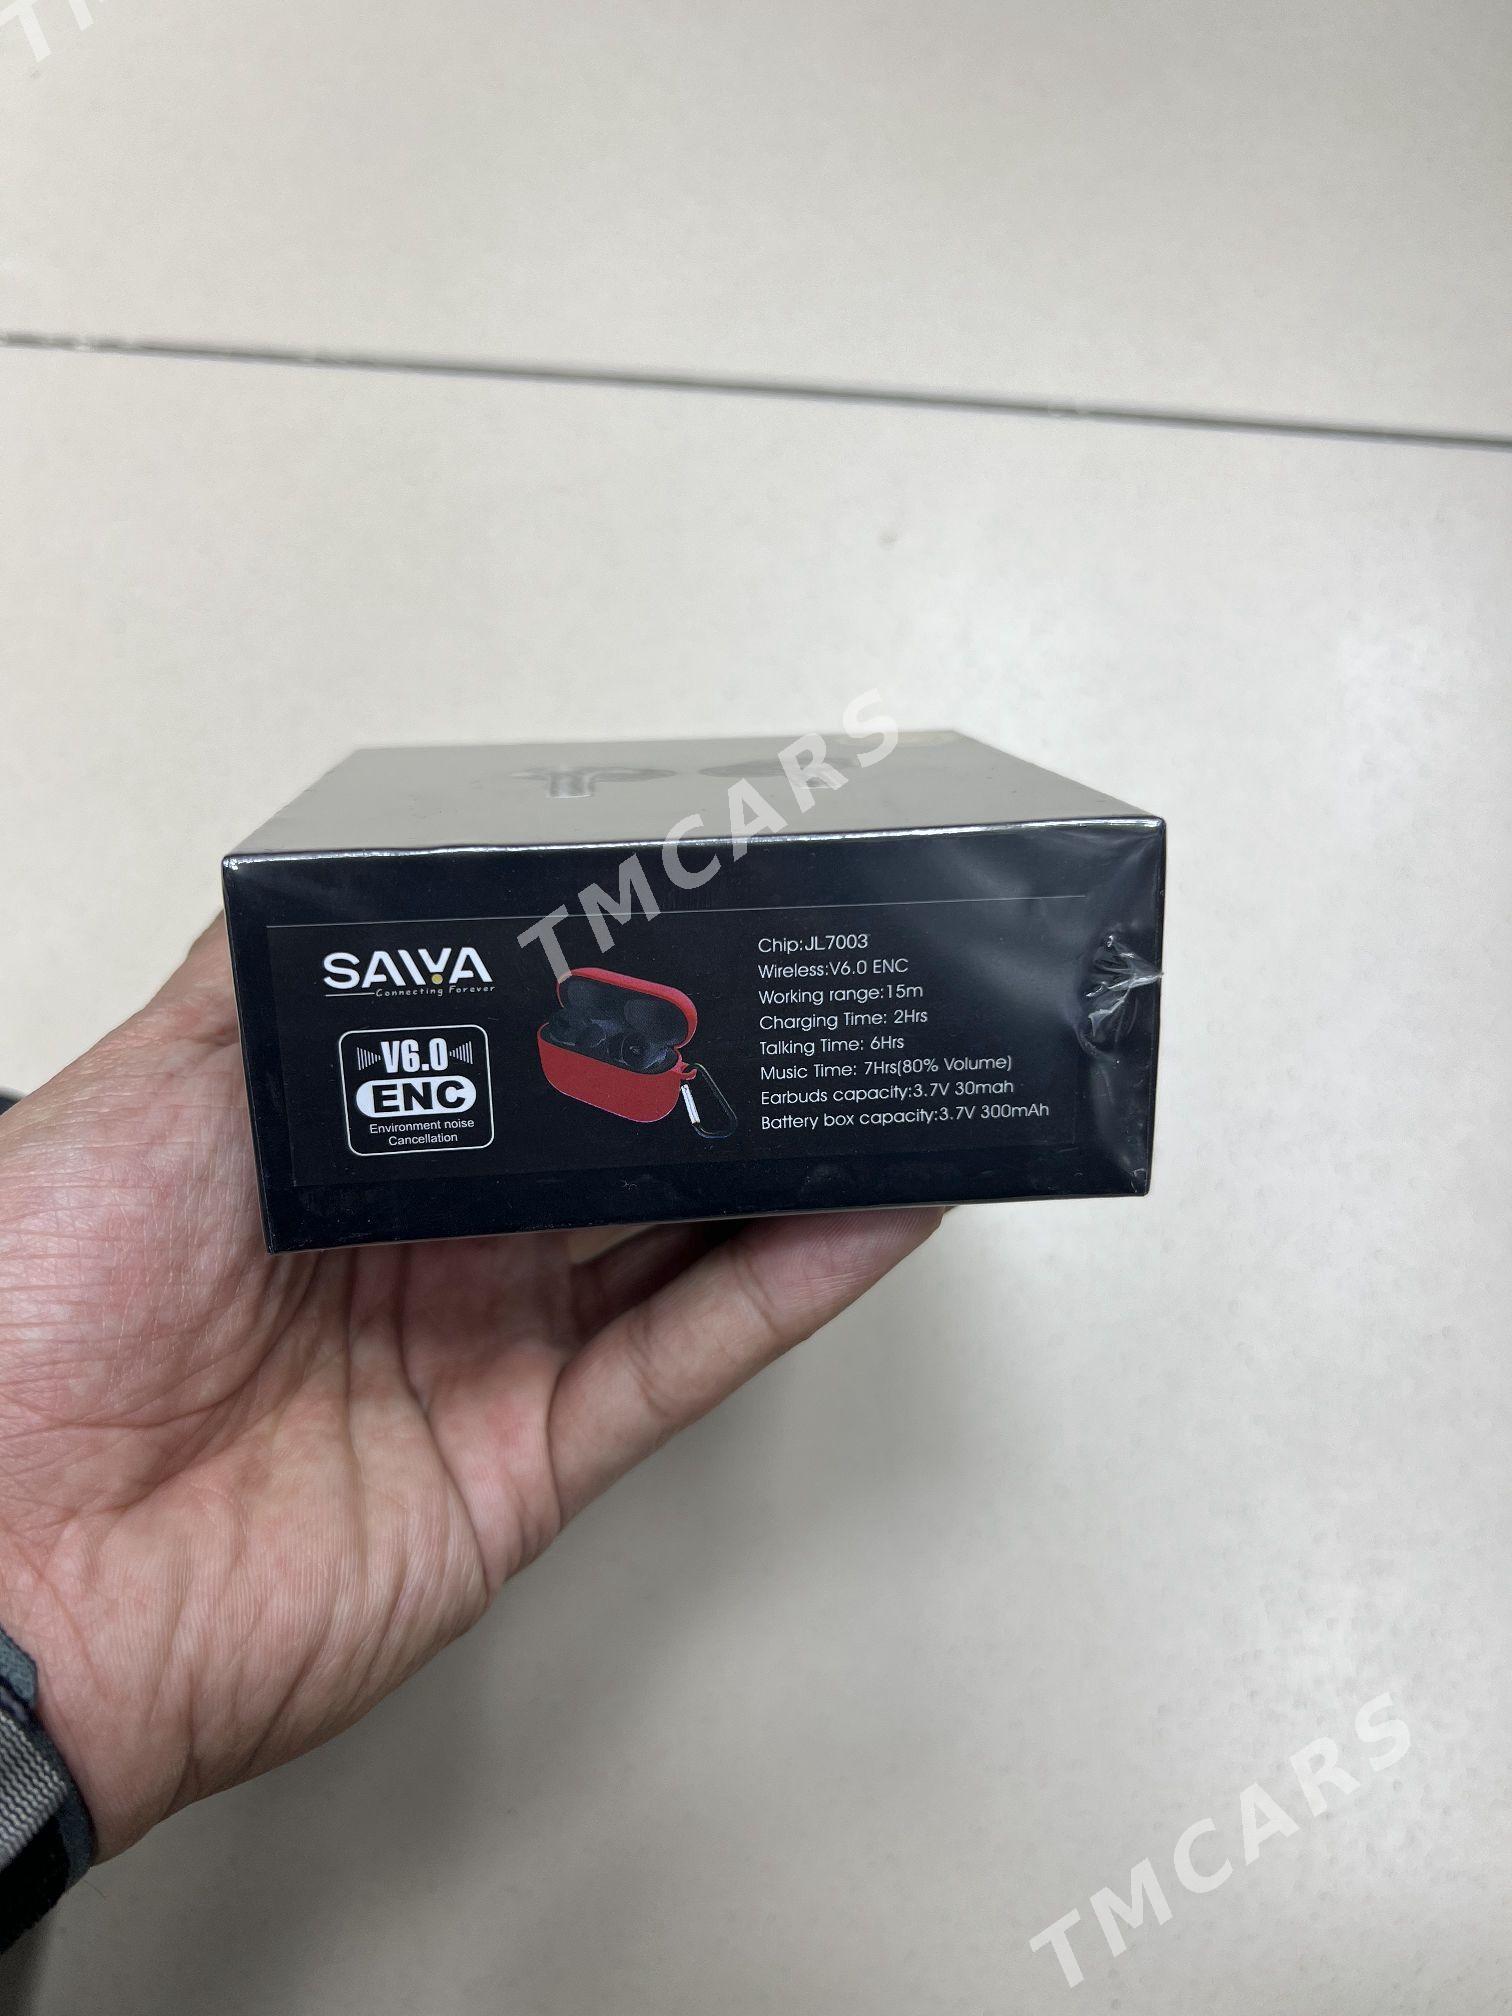 SAIYA
Connecting Forever
V6.0
ENC
Environment noise
Cancellation
Chip:JL7003
Wireless:V6.0 ENC
Working range:15m
Charging Time: 2Hrs
Talking Time: 6Hrs
Music Time: 7Hrs(80% Volume)
Earbuds capacity:3.7V 30mah
Battery box capacity:3.7V 300mAh
TMCARS
TMCARS